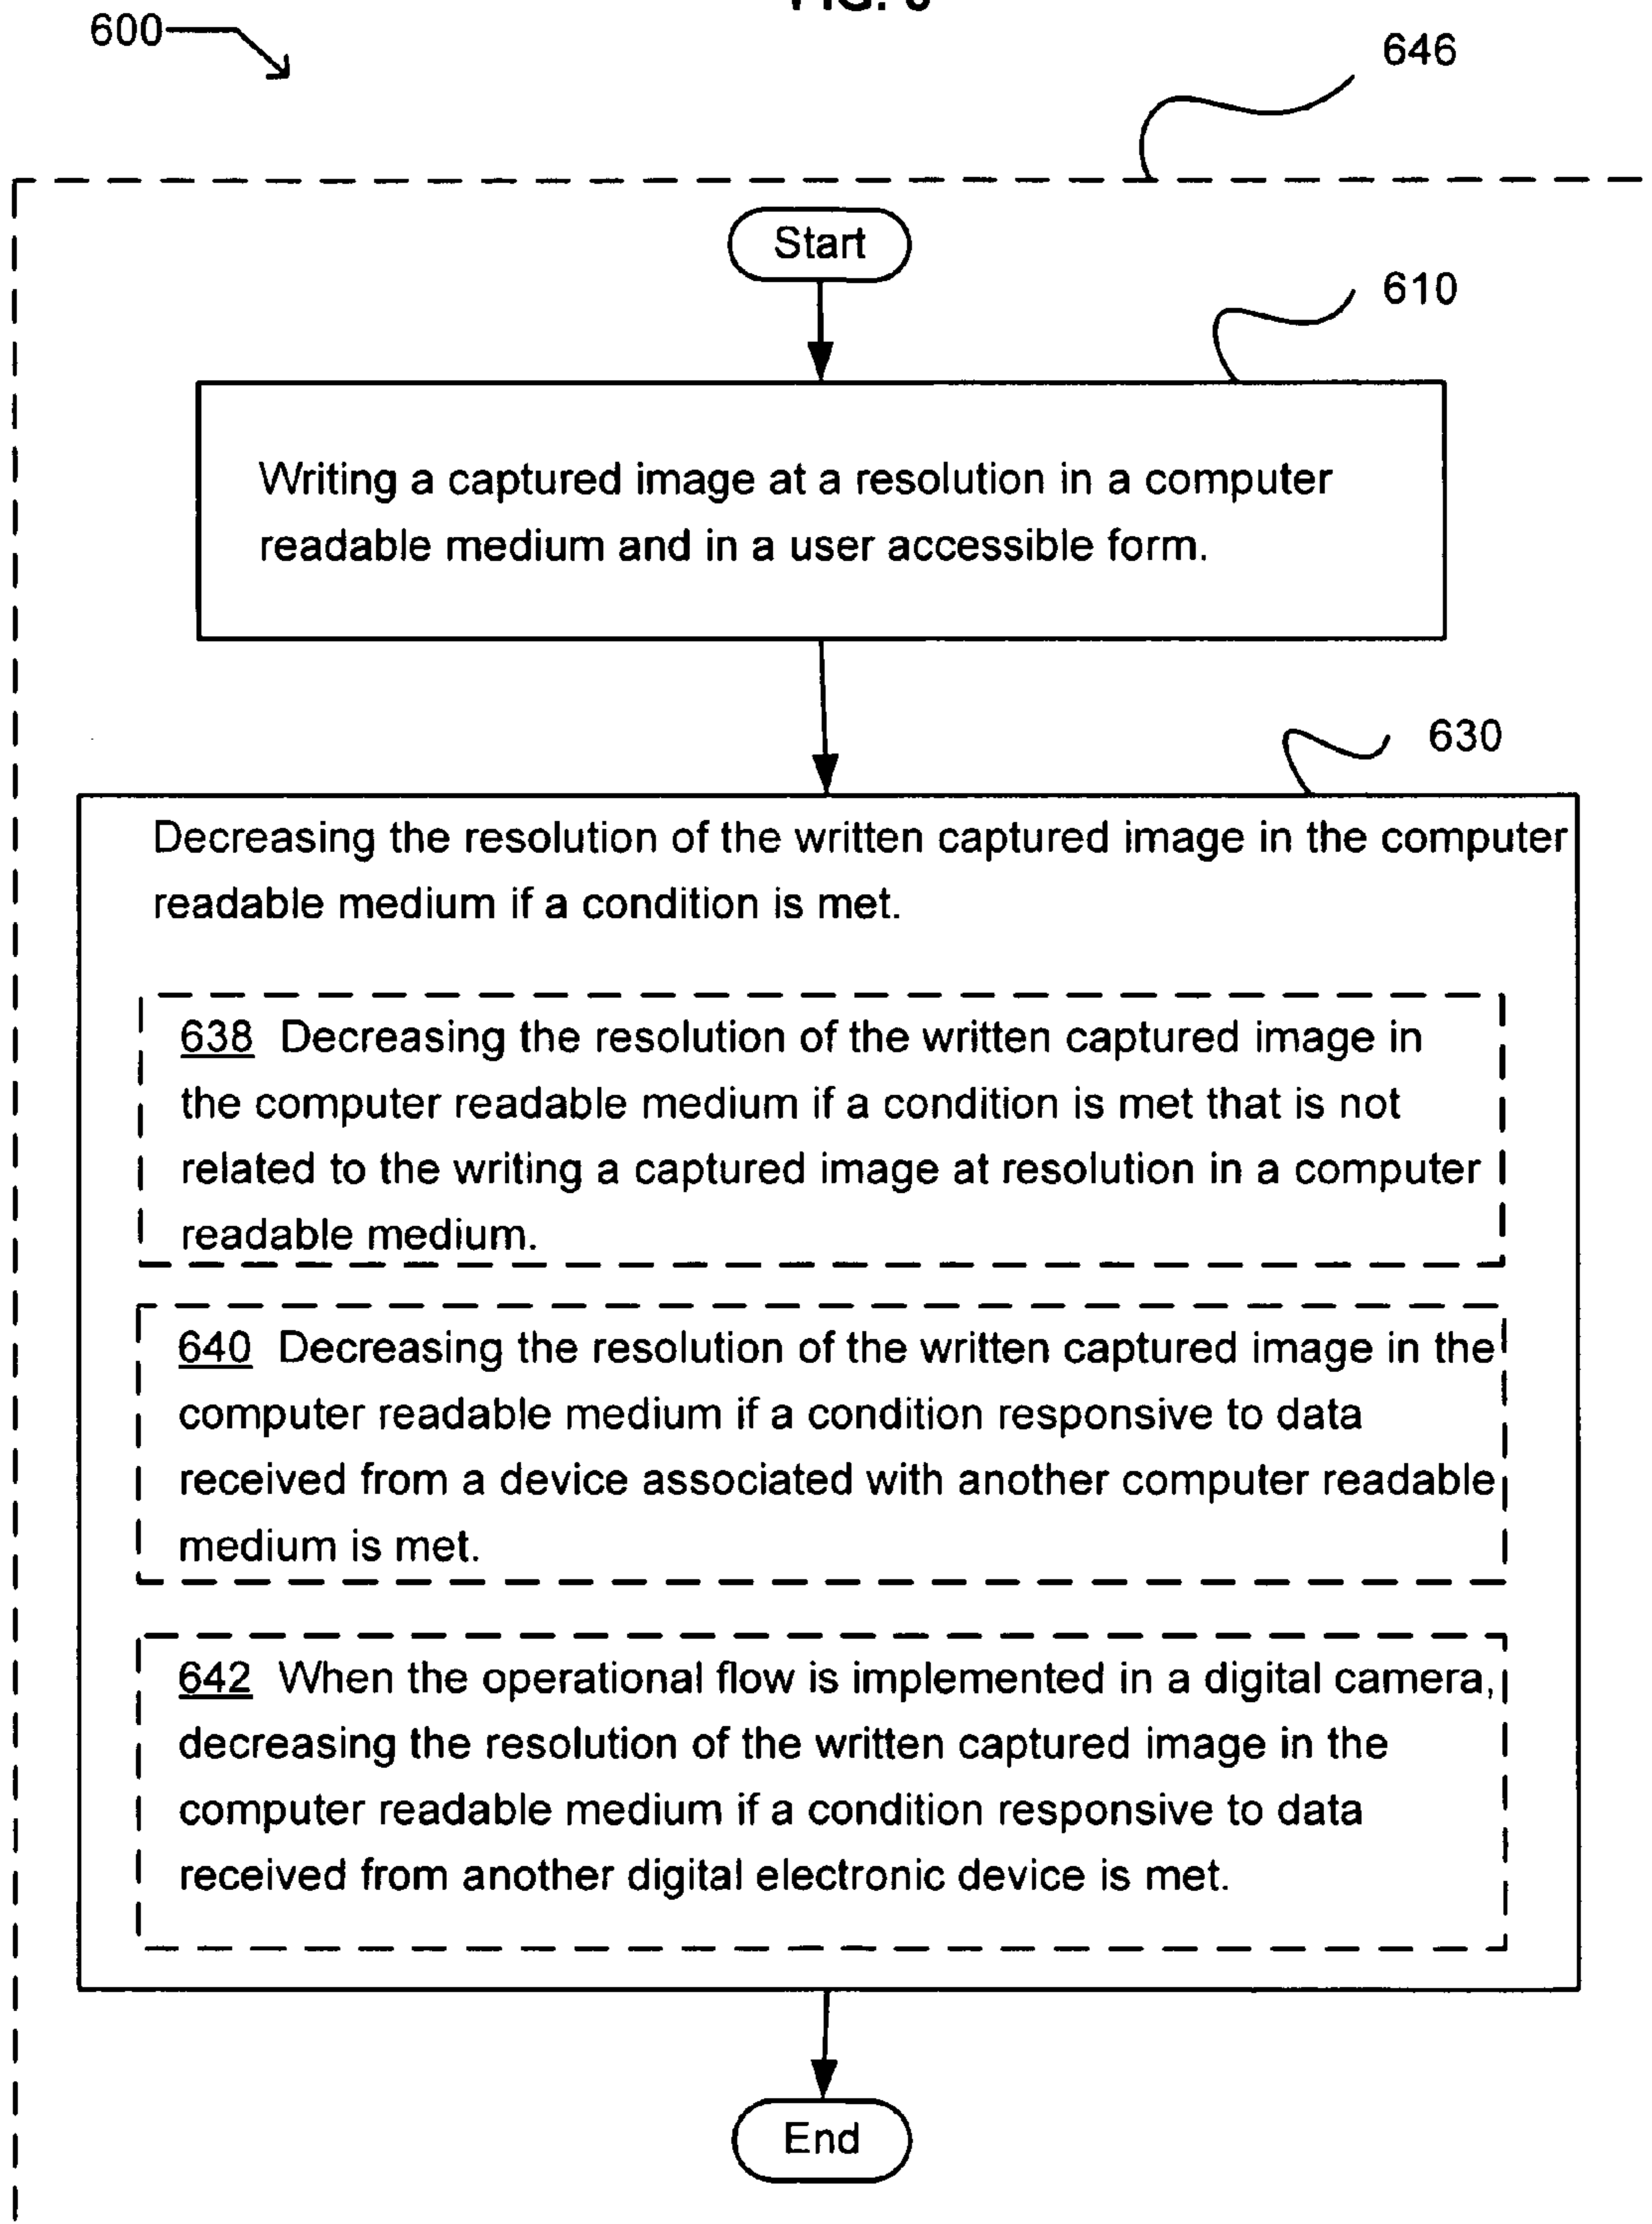 600
646
Start
610
Writing a captured image at a resolution in a computer
readable medium and in a user accessible form.
630
Decreasing the resolution of the written captured image in the computer
readable medium if a condition is met.
638 Decreasing the resolution of the written captured image in
the computer readable medium if a condition is met that is not
related to the writing a captured image at resolution in a computer
readable medium.
640 Decreasing the resolution of the written captured image in the
computer readable medium if a condition responsive to data
received from a device associated with another computer readable
medium is met.
642 When the operational flow is implemented in a digital camera,
decreasing the resolution of the written captured image in the
computer readable medium if a condition responsive to data
received from another digital electronic device is met.
End